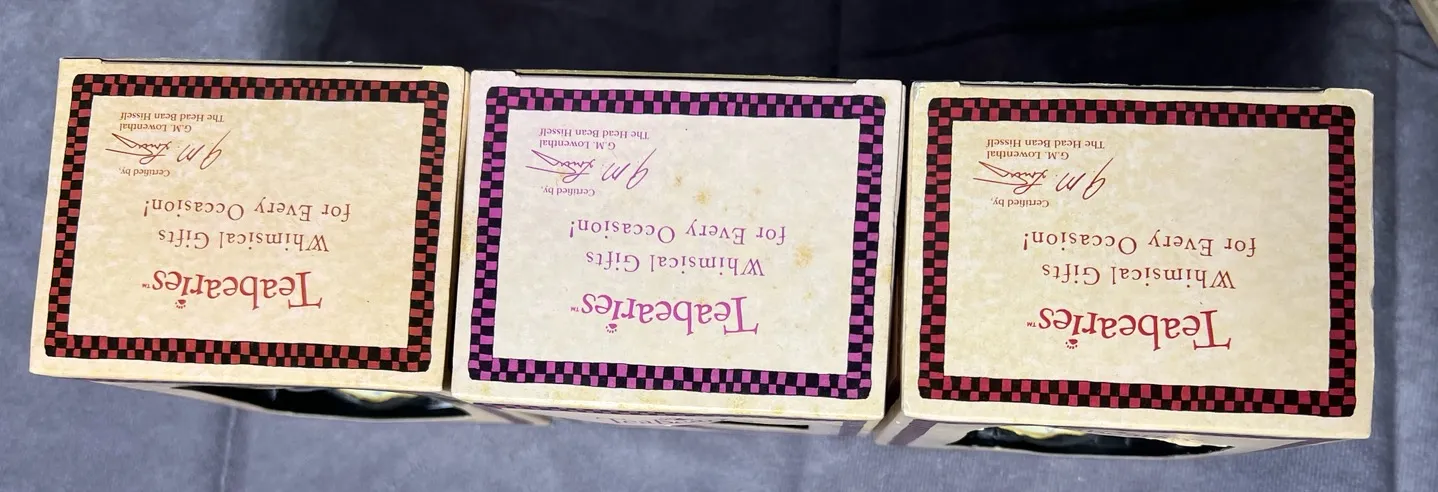 Teabearies™
Whimsical Gifts
for Every Occasion!
Certified by,
G.M. Lowenthal
The Head Bean Hisself
Teabearies™
Whimsical Gifts
for Every Occasion!
Certified by,
G.M. Lowenthal
The Head Bean Hisself
Teabearies™
Whimsical Gifts
for Every Occasion!
Certified by,
G.M. Lowenthal
The Head Bean Hisself